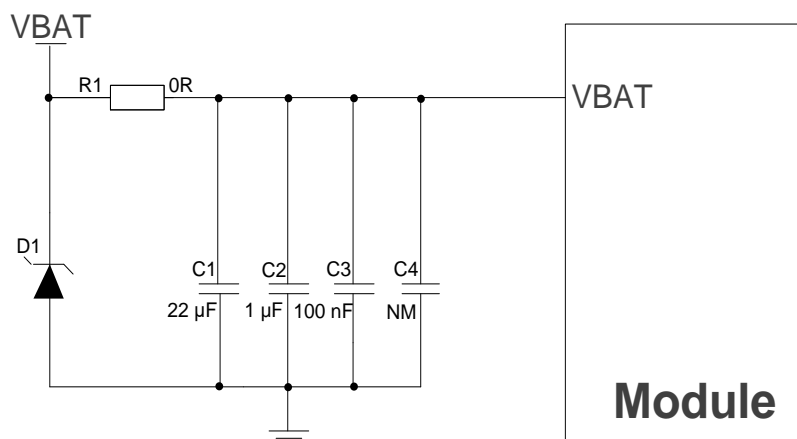 VBAT
R1 0R
VBAT
D1
C1 C2 C3 C4
22 µF 1 µF 100 nF NM
Module